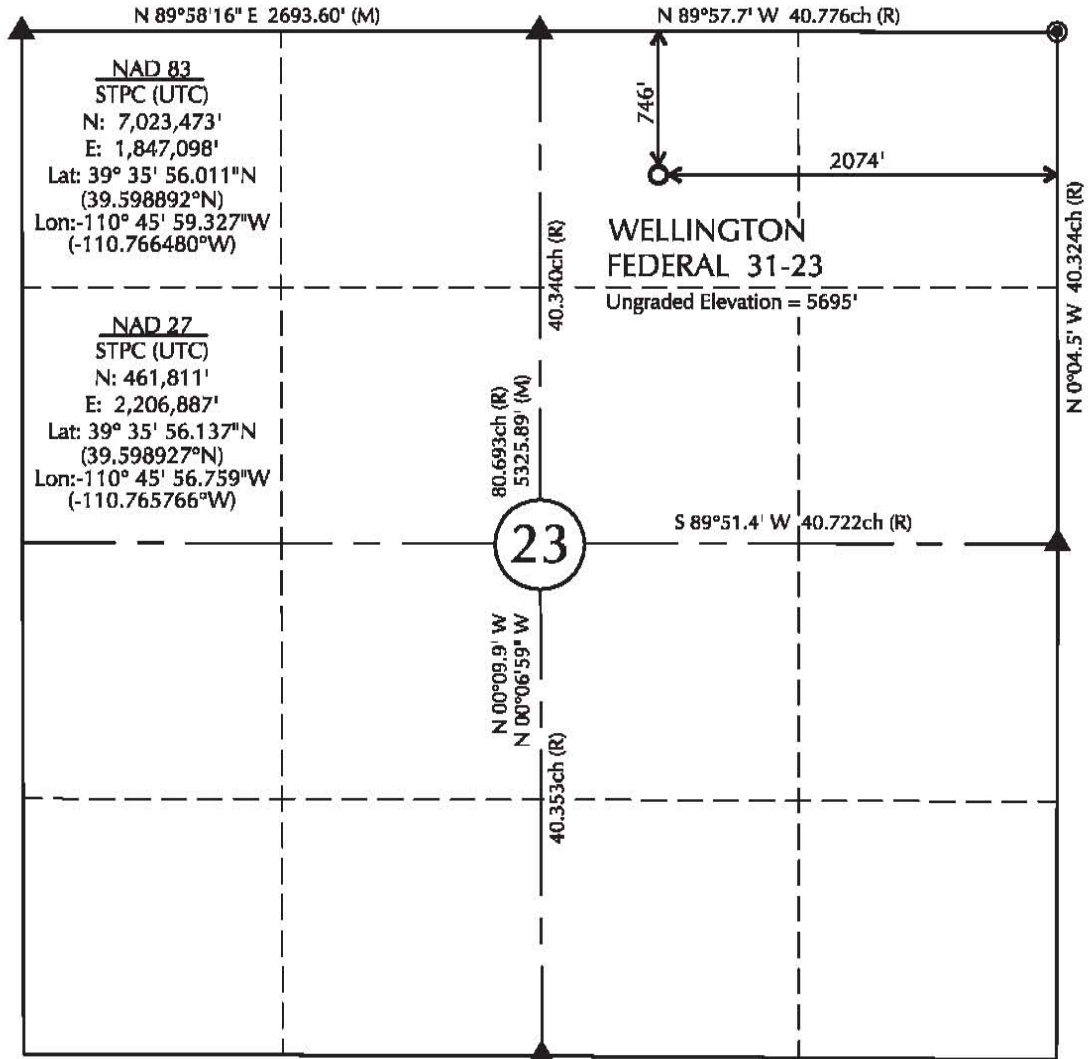 N 89°58'16" E 2693.60' (M)
N 89°57.7' W 40.776ch (R)
NAD 83
STPC (UTC)
N: 7,023,473'
E: 1,847,098'
Lat: 39° 35' 56.011"N
(39.598892°N)
Lon:-110° 45' 59.327"W
(-110.766480°W)
746'
2074'
WELLINGTON
FEDERAL 31-23
Ungraded Elevation = 5695'
40.340ch (R)
N 0°04.5' W 40.324ch (R)
NAD 27
STPC (UTC)
N: 461,811'
E: 2,206,887'
Lat: 39° 35' 56.137"N
(39.598927°N)
Lon:-110° 45' 56.759"W
(-110.765766°W)
80.693ch (R)
5325.89' (M)
23
S 89°51.4' W 40.722ch (R)
N 00°09.9' W
N 00°06'59" W
40.353ch (R)